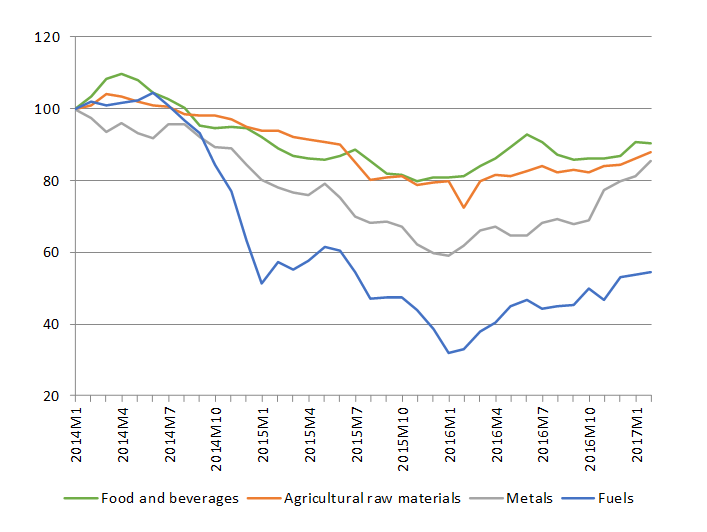 120
100
80
60
40
20
2014M1
2014M4
2014M7
2014M10
2015M1
2015M4
2015M7
2015M10
2016M1
2016M4
2016M7
2016M10
2017M1
Food and beverages Agricultural raw materials Metals Fuels